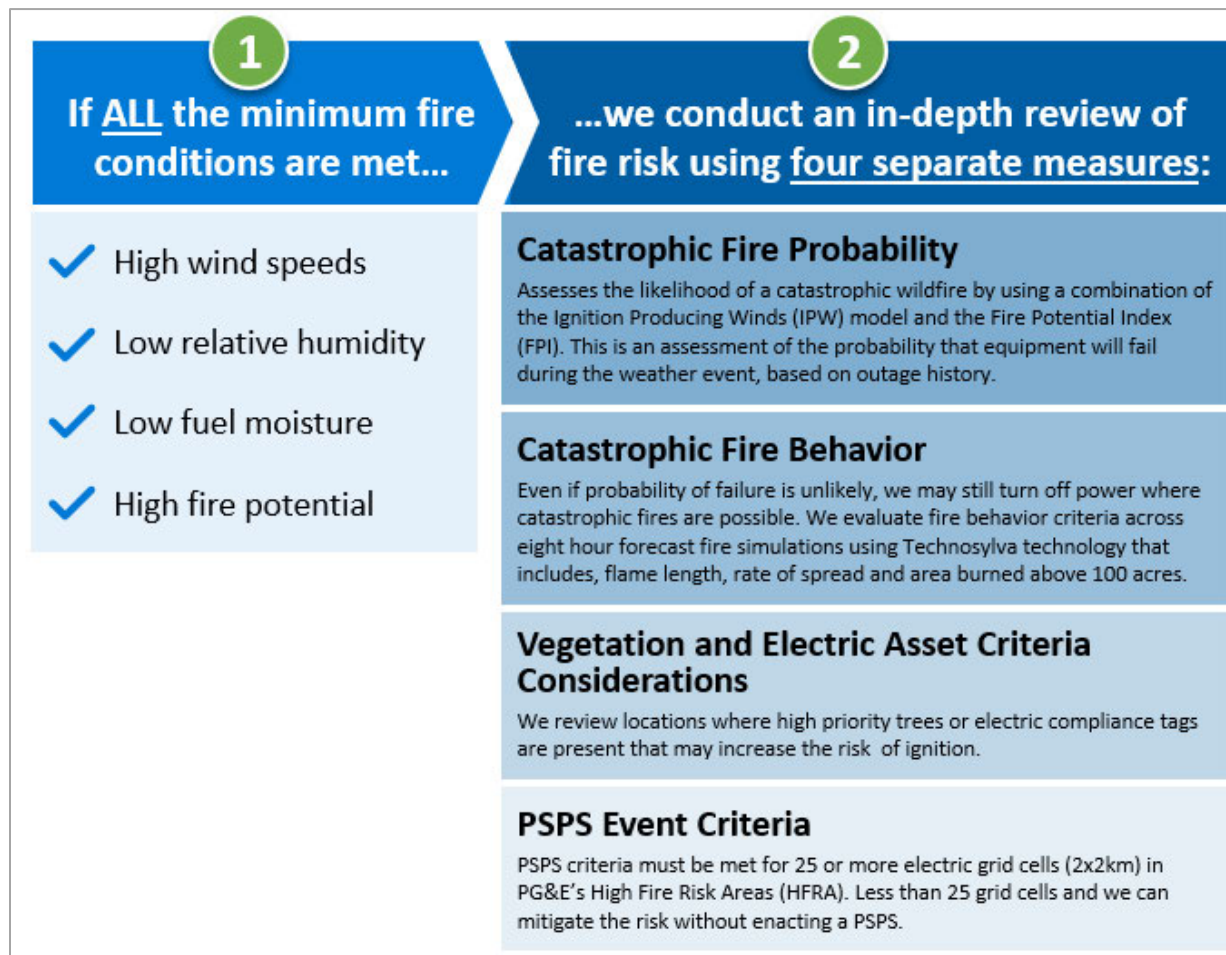 1
If ALL the minimum fire
conditions are met...
High wind speeds
Low relative humidity
Low fuel moisture
High fire potential
2
...we conduct an in-depth review of
fire risk using four separate measures:
Catastrophic Fire Probability
Assesses the likelihood of a catastrophic wildfire by using a combination of
the Ignition Producing Winds (IPW) model and the Fire Potential Index
(FPI). This is an assessment of the probability that equipment will fail
during the weather event, based on outage history.
Catastrophic Fire Behavior
Even if probability of failure is unlikely, we may still turn off power where
catastrophic fires are possible. We evaluate fire behavior criteria across
eight hour forecast fire simulations using Technosylva technology that
includes, flame length, rate of spread and area burned above 100 acres.
Vegetation and Electric Asset Criteria
Considerations
We review locations where high priority trees or electric compliance tags
are present that may increase the risk of ignition.
PSPS Event Criteria
PSPS criteria must be met for 25 or more electric grid cells (2x2km) in
PG&E's High Fire Risk Areas (HFRA). Less than 25 grid cells and we can
mitigate the risk without enacting a PSPS.